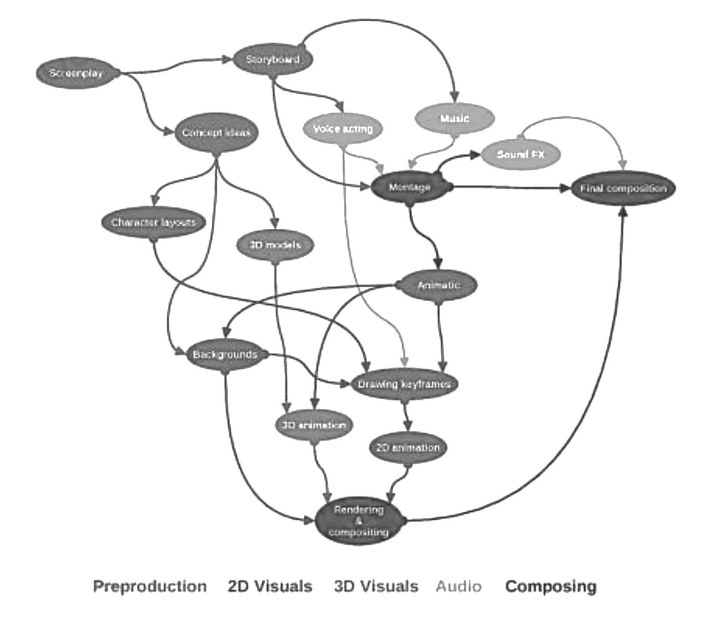 Storyboard
Screenplay
Music
Voice acting
Concept ideas
Sound FX
Montage
Final composition
Character layouts
3D models
Animatic
Backgrounds
Drawing keyframes
3D animation
2D animation
Rendering
&
compositing
Preproduction 2D Visuals 3D Visuals Audio Composing